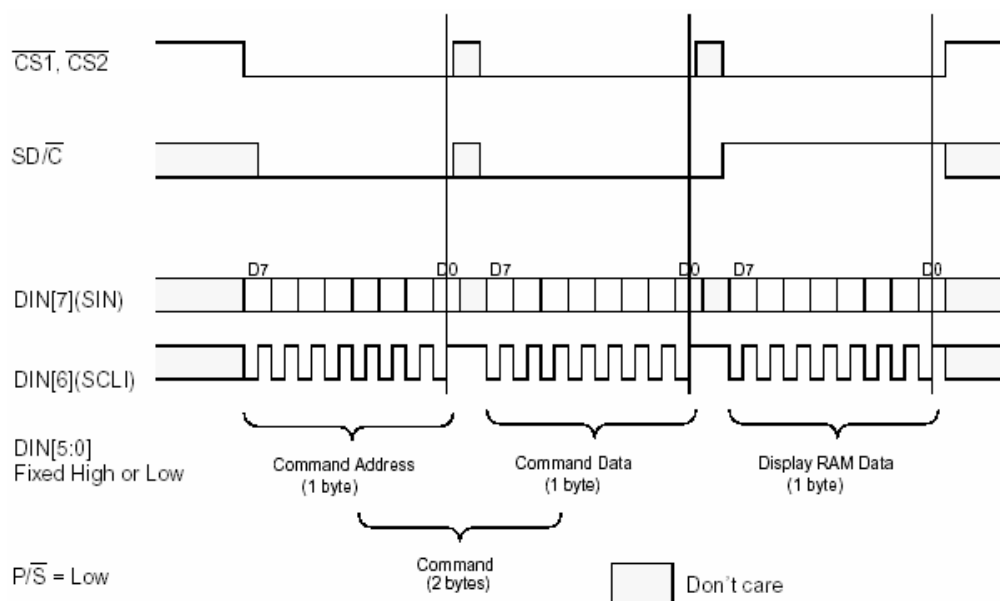 C̅S̅1̅, C̅S̅2̅
SD/C̅
D7 D0 D7 D0 D7 D0
DIN[7](SIN)
DIN[6](SCLI)
DIN[5:0]
Fixed High or Low
Command Address
(1 byte)
Command Data
(1 byte)
Display RAM Data
(1 byte)
Command
(2 bytes)
P/S̅ = Low
Don't care